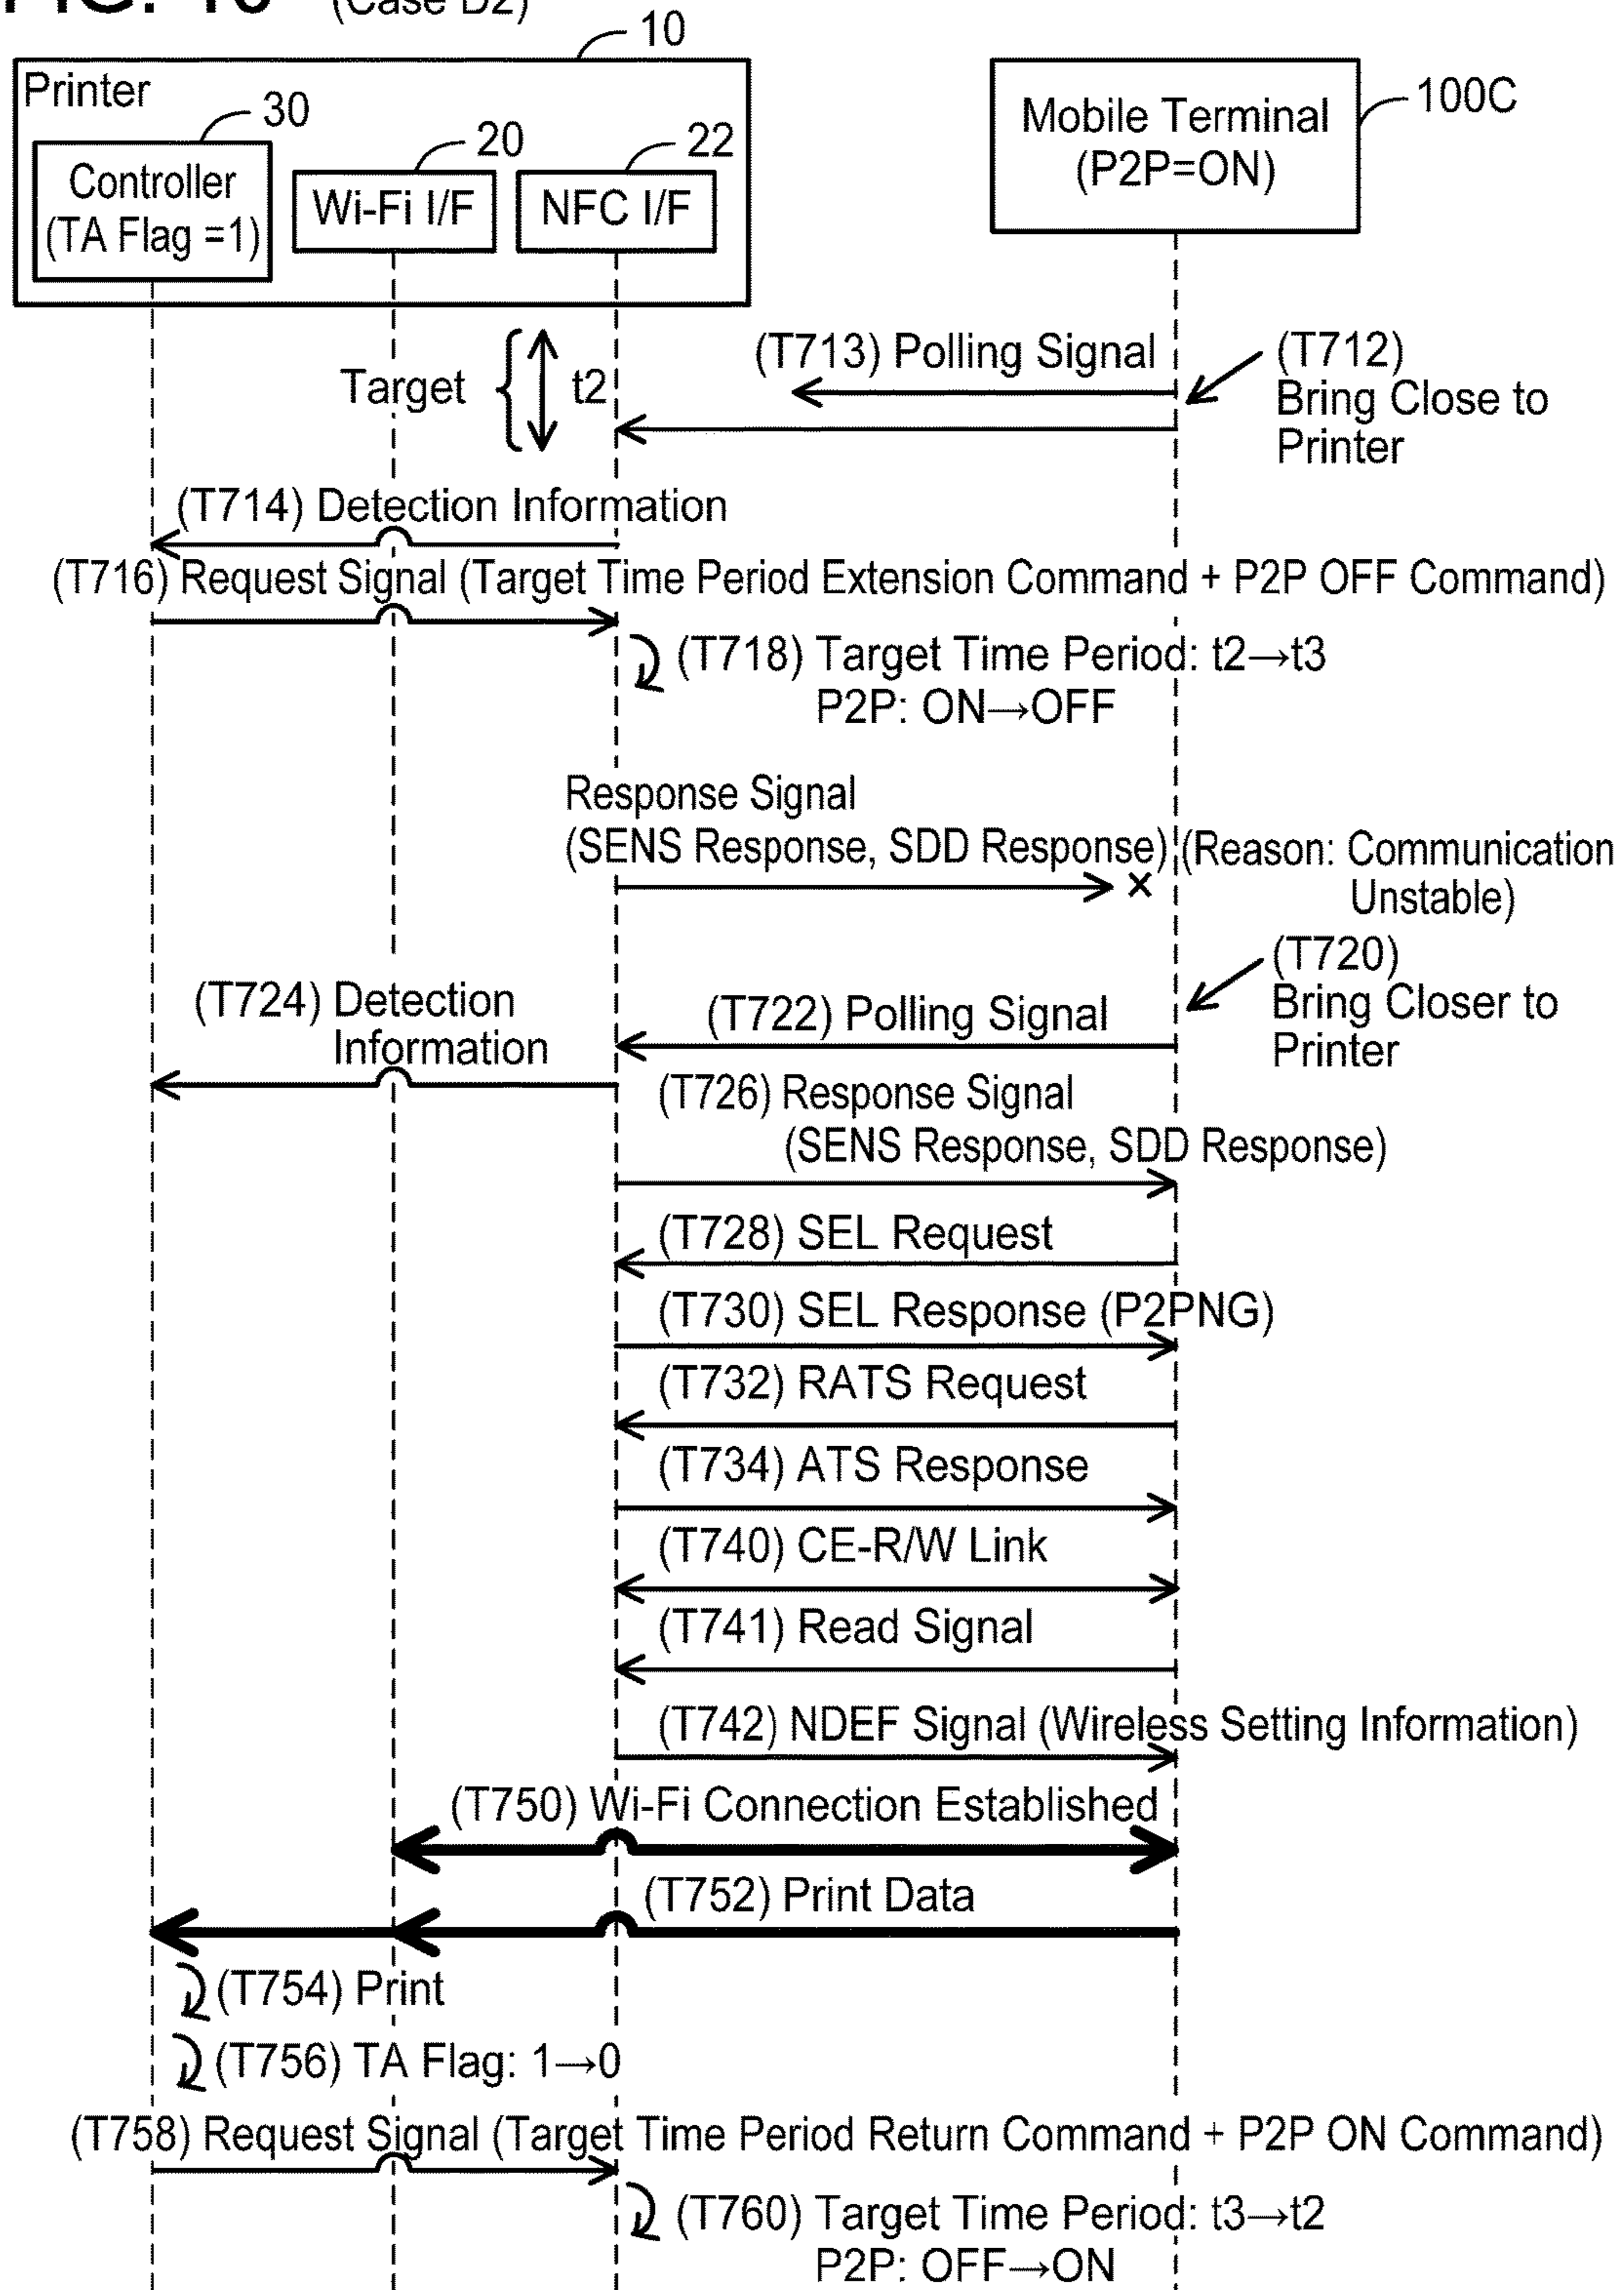 (Case D2)
10
Printer
30
20
22
100C
Controller
(TA Flag =1)
Wi-Fi I/F
NFC I/F
Mobile Terminal
(P2P=ON)
Target
t2
(T713) Polling Signal
(T712)
Bring Close to
Printer
(T714) Detection Information
(T716) Request Signal (Target Time Period Extension Command + P2P OFF Command)
(T718) Target Time Period: t2→t3
P2P: ON→OFF
Response Signal
(SENS Response, SDD Response)
(Reason: Communication
Unstable)
×
(T720)
Bring Closer to
Printer
(T724) Detection
Information
(T722) Polling Signal
(T726) Response Signal
(SENS Response, SDD Response)
(T728) SEL Request
(T730) SEL Response (P2PNG)
(T732) RATS Request
(T734) ATS Response
(T740) CE-R/W Link
(T741) Read Signal
(T742) NDEF Signal (Wireless Setting Information)
(T750) Wi-Fi Connection Established
(T752) Print Data
(T754) Print
(T756) TA Flag: 1→0
(T758) Request Signal (Target Time Period Return Command + P2P ON Command)
(T760) Target Time Period: t3→t2
P2P: OFF→ON